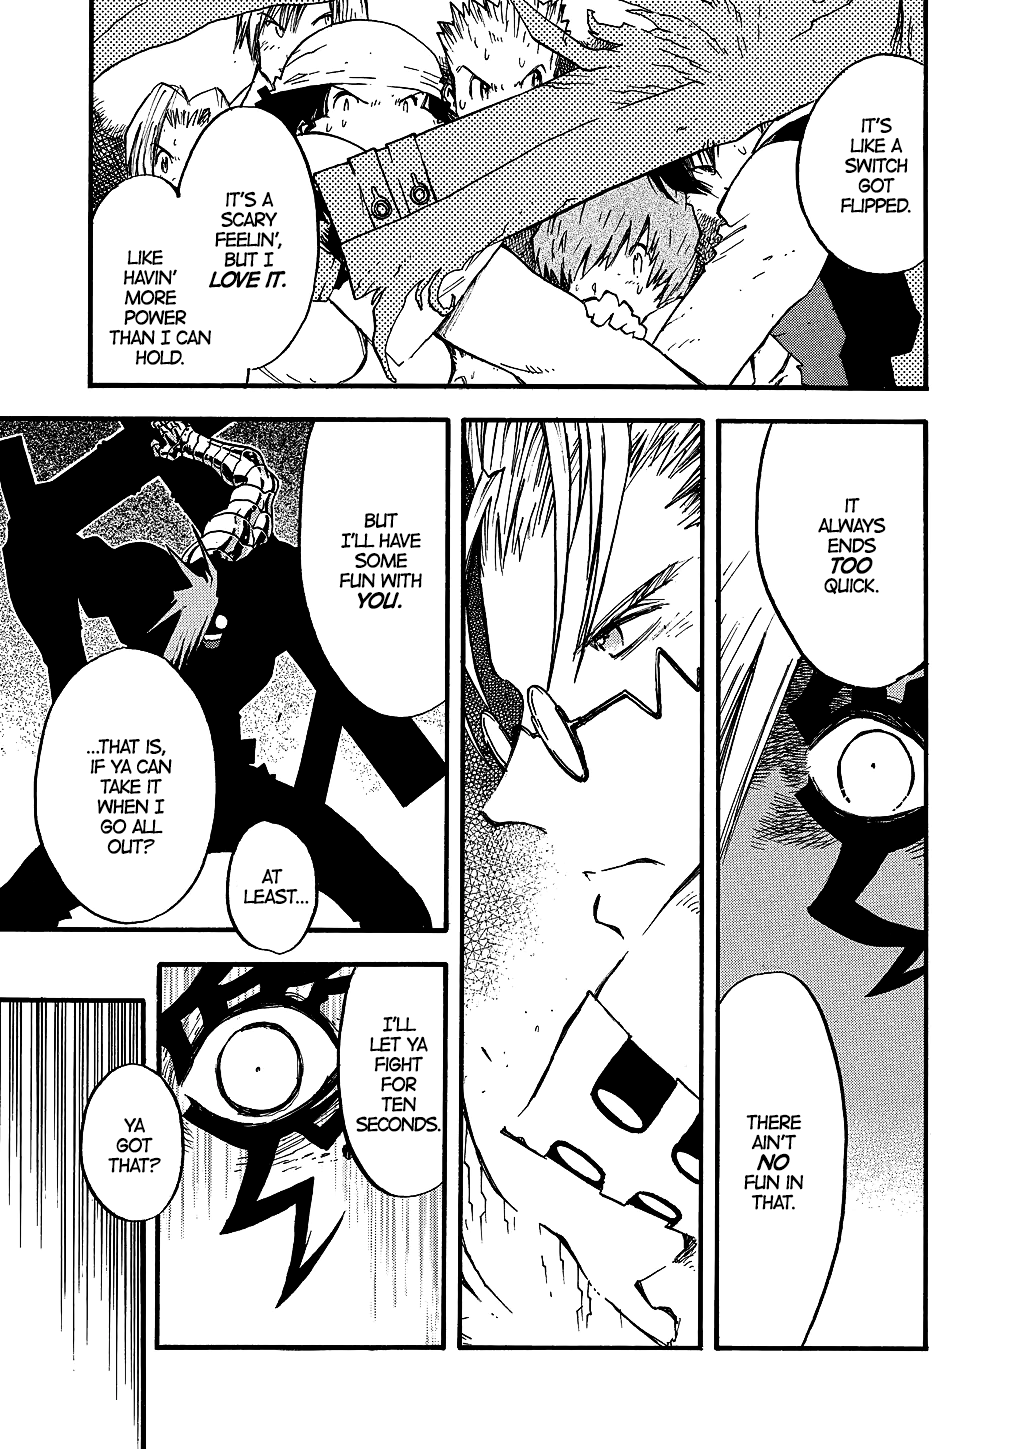 IT'S
LIKE A
SWITCH
GOT
FLIPPED.
IT'S A
SCARY
FEELIN',
BUT I
LOVE IT.
LIKE
HAVIN'
MORE
POWER
THAN I CAN
HOLD.
IT
ALWAYS
ENDS
TOO
QUICK.
THERE
AIN'T
NO
FUN IN
THAT.
BUT
I'LL HAVE
SOME
FUN WITH
YOU.
...THAT IS,
IF YA CAN
TAKE IT
WHEN I
GO ALL
OUT?
AT
LEAST...
I'LL
LET YA
FIGHT
FOR
TEN
SECONDS.
YA
GOT
THAT?